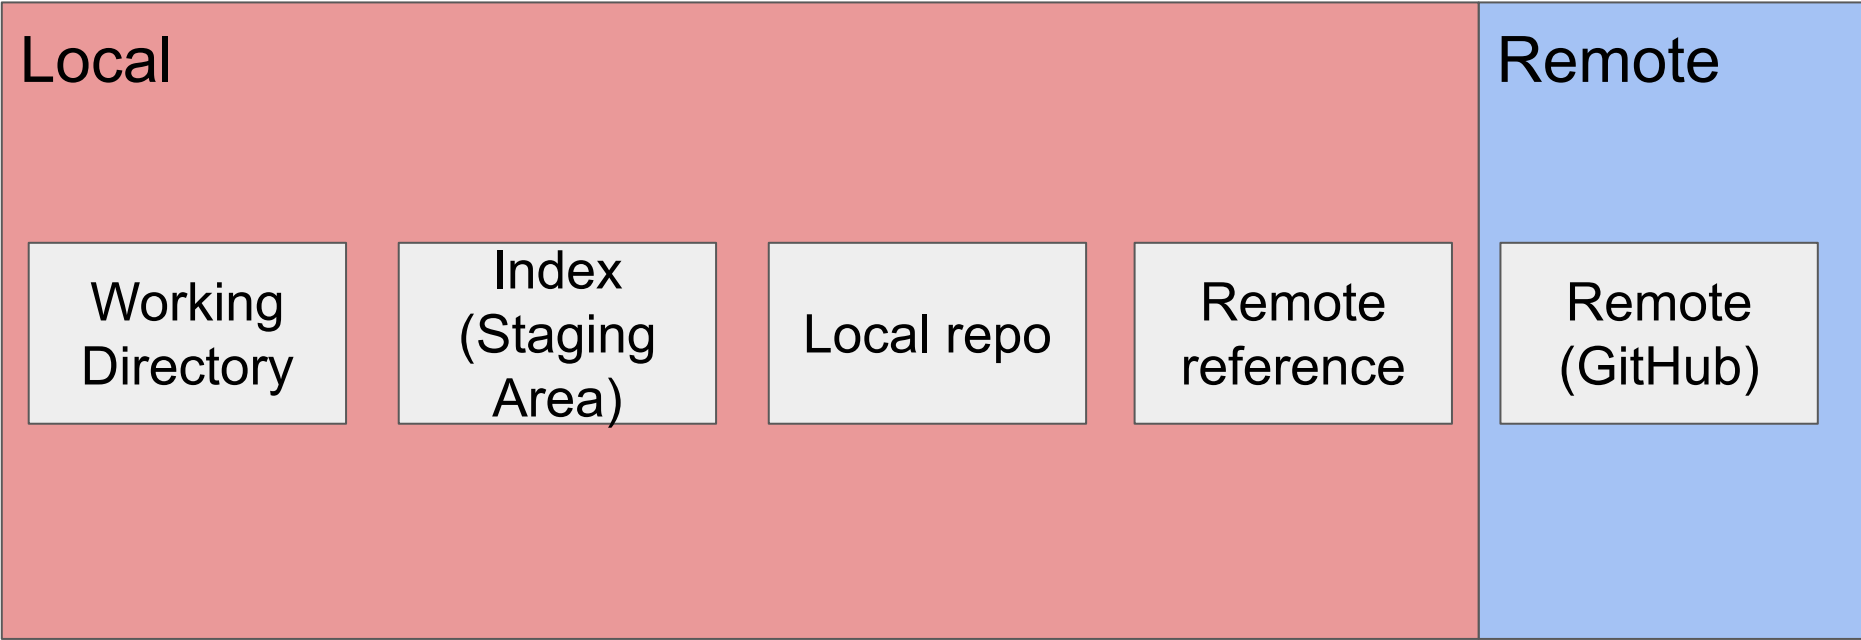 Local
Remote
Working
Directory
Index
(Staging
Area)
Local repo
Remote
reference
Remote
(GitHub)